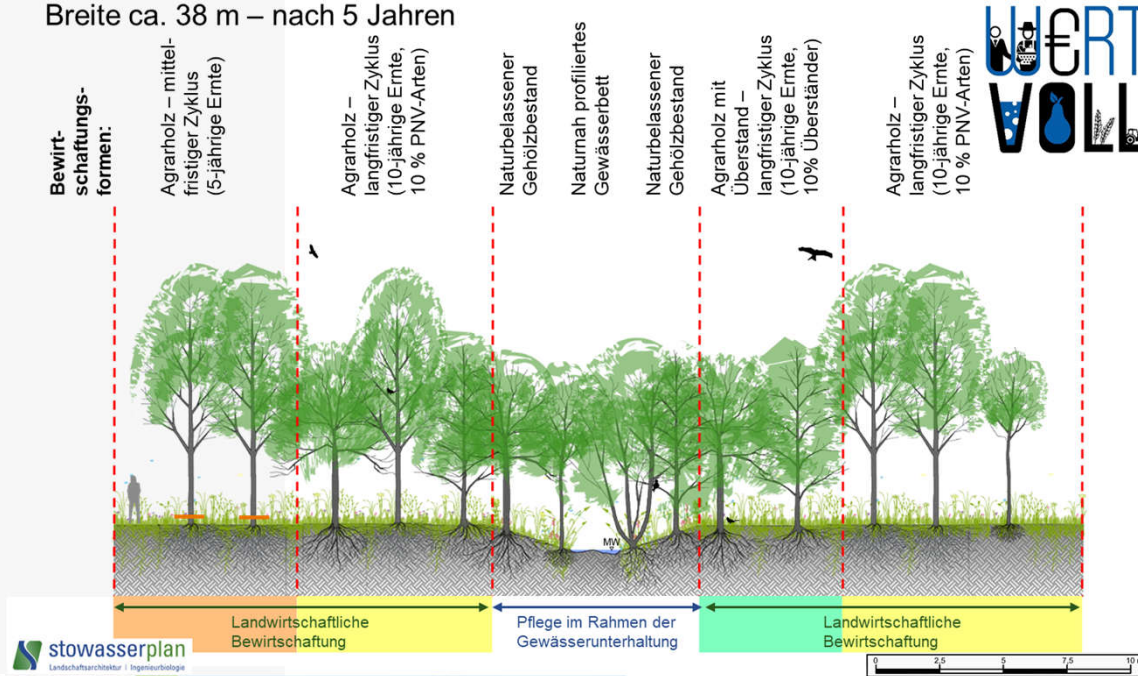 Breite ca. 38 m – nach 5 Jahren
WERT
VOLL
Bewirt-
schaftungs-
formen:
Agrarholz – mittel-
fristiger Zyklus
(5-jährige Ernte)
Agrarholz –
langfristiger Zyklus
(10-jährige Ernte,
10 % PNV-Arten)
Naturbelassener
Gehölzbestand
Naturnah profiliertes
Gewässerbett
Naturbelassener
Gehölzbestand
Agrarholz mit
Überstand –
langfristiger Zyklus
(10-jährige Ernte,
10% Überständer)
Agrarholz –
langfristiger Zyklus
(10-jährige Ernte,
10 % PNV-Arten)
MW
Landwirtschaftliche
Bewirtschaftung
Pflege im Rahmen der
Gewässerunterhaltung
Landwirtschaftliche
Bewirtschaftung
stowasserplan
Landschaftsarchitektur | Ingenieurbiologie
0 2,5 5 7,5 10